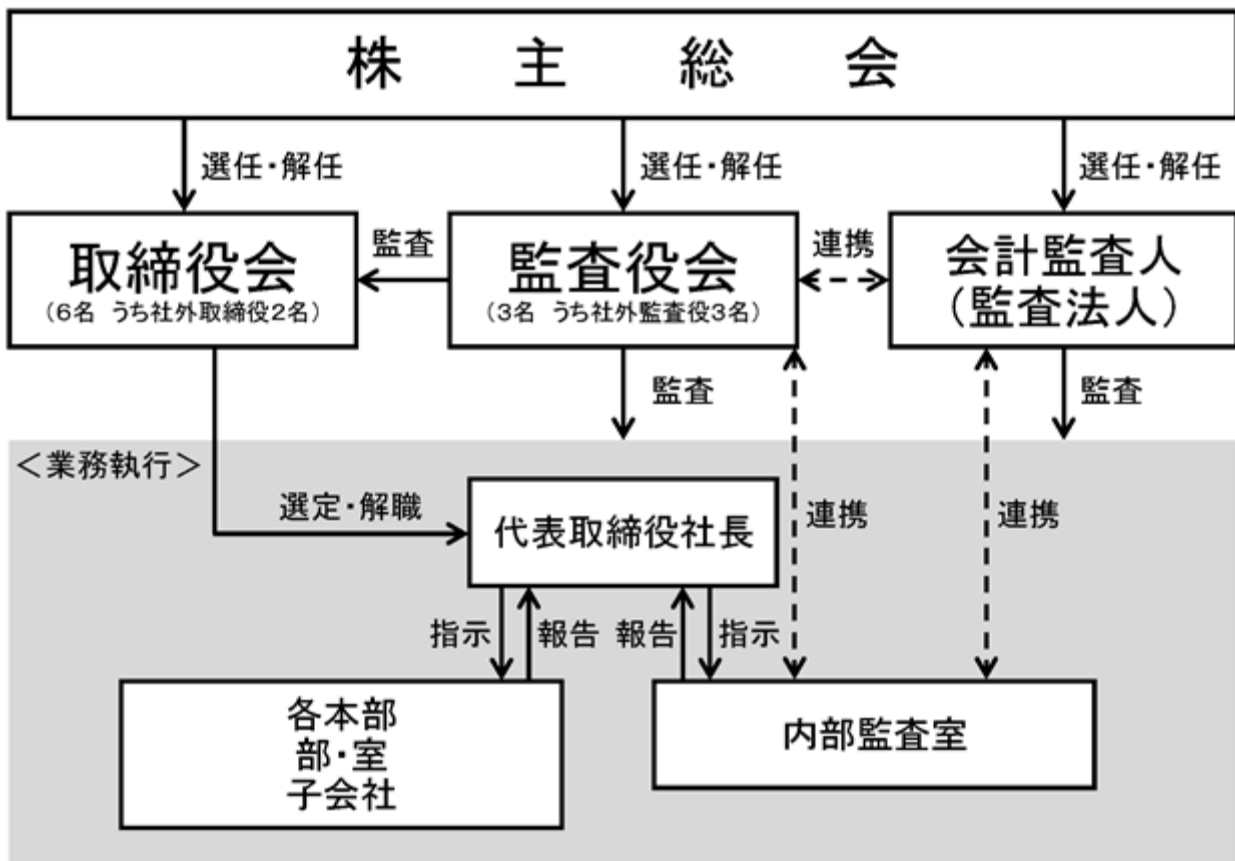 株主総会
選任・解任
選任・解任
選任・解任
取締役会
(6名 うち社外取締役2名)
監査
監査役会
(3名 うち社外監査役3名)
連携
会計監査人
(監査法人)
監査
監査
<業務執行>
選定・解職
代表取締役社長
連携
連携
指示
報告
報告
指示
各本部
部・室
子会社
内部監査室